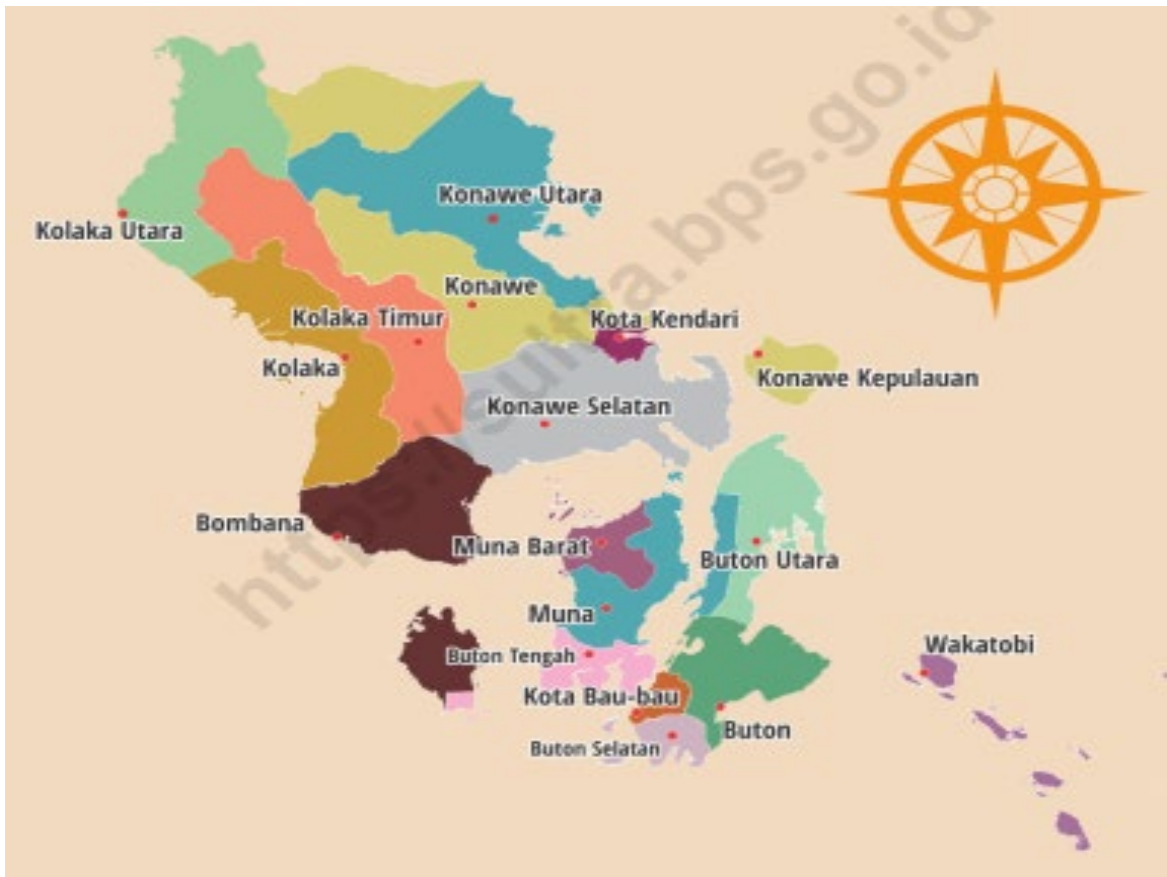 https://sultra.bps.go.id
Konawe Utara
Kolaka Utara
Konawe
Kolaka Timur
Kota Kendari
Kolaka
Konawe Kepulauan
Konawe Selatan
Bombana
Muna Barat
Buton Utara
Muna
Wakatobi
Buton Tengah
Kota Bau-bau
Buton
Buton Selatan